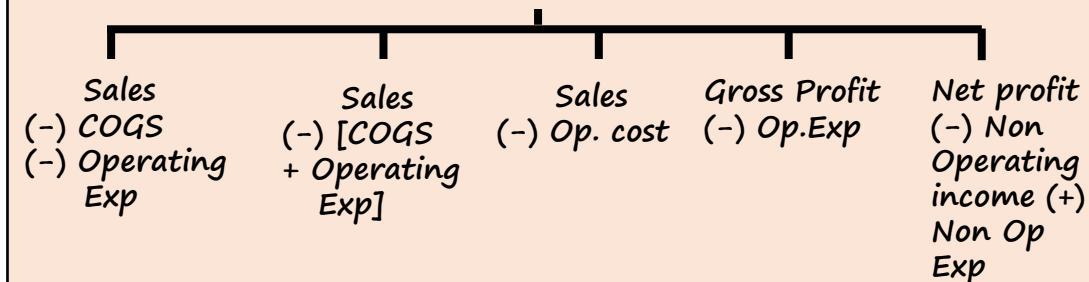 Sales
(-) COGS
(-) Operating
Exp
Sales
(-) [COGS
+ Operating
Exp]
Sales
(-) Op. cost
Gross Profit
(-) Op.Exp
Net profit
(-) Non
Operating
income (+)
Non Op
Exp